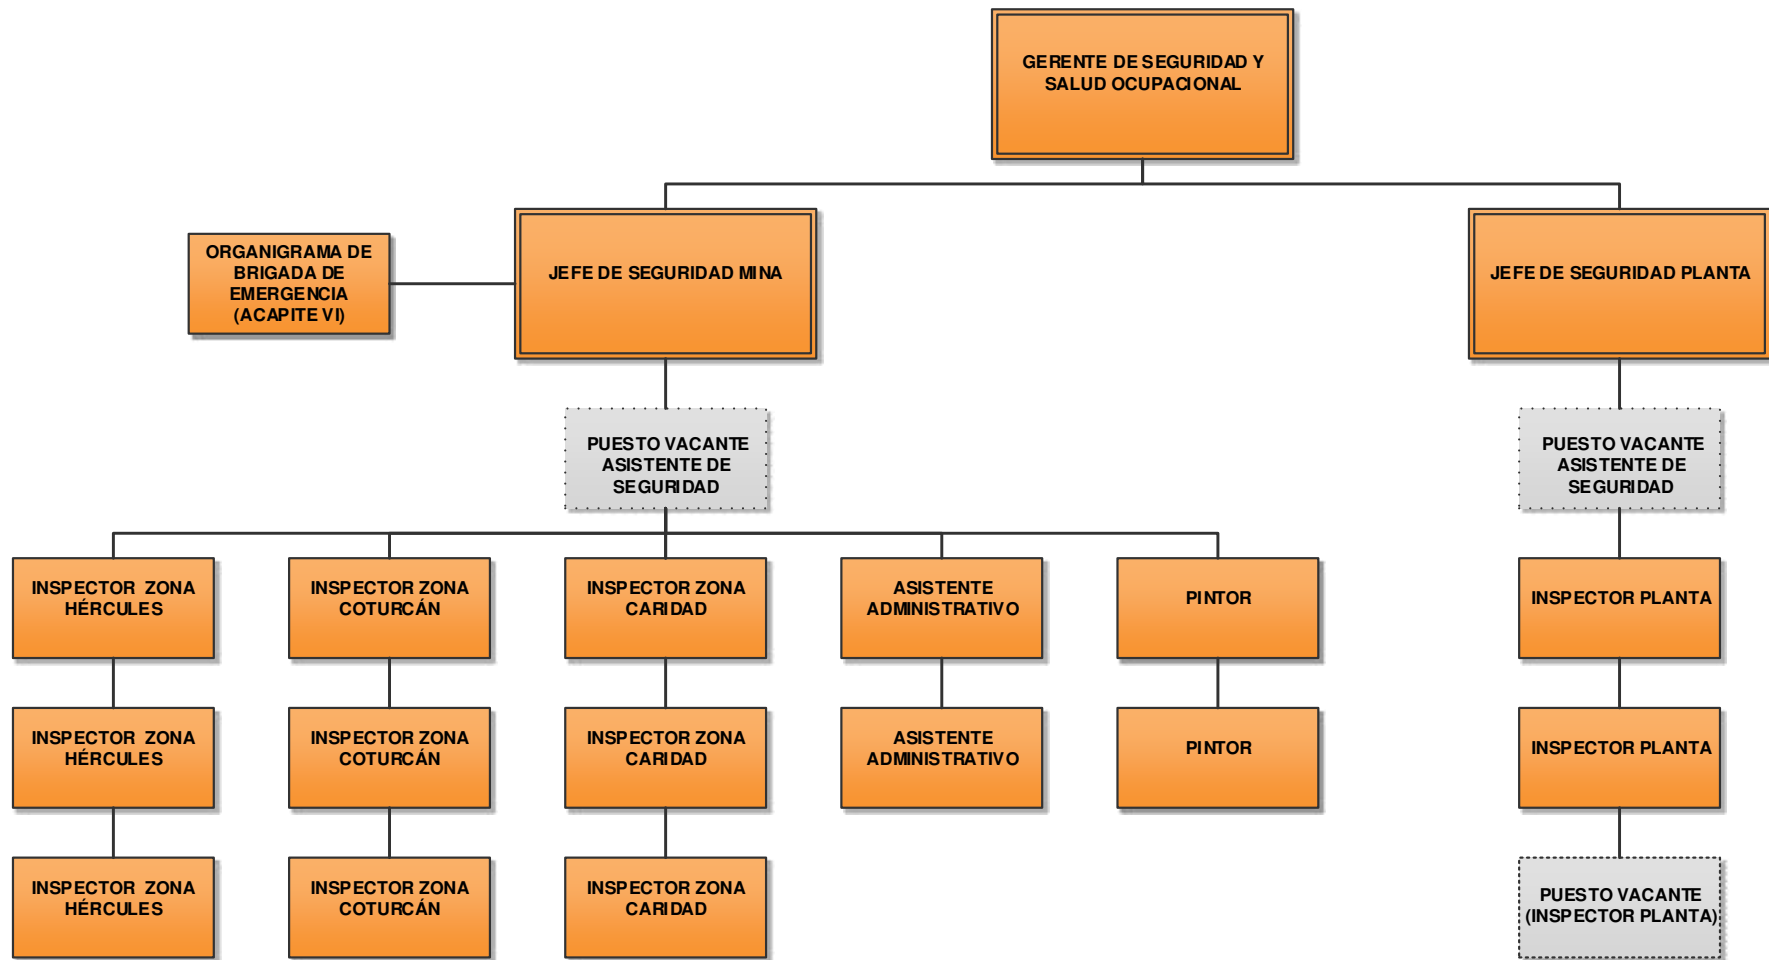 GERENTE DE SEGURIDAD Y
SALUD OCUPACIONAL
ORGANIGRAMA DE
BRIGADA DE
EMERGENCIA
(ACAPITE VI)
JEFE DE SEGURIDAD MINA
JEFE DE SEGURIDAD PLANTA
PUESTO VACANTE
ASISTENTE DE
SEGURIDAD
PUESTO VACANTE
ASISTENTE DE
SEGURIDAD
INSPECTOR ZONA
HÉRCULES
INSPECTOR ZONA
COTURCÁN
INSPECTOR ZONA
CARIDAD
ASISTENTE
ADMINISTRATIVO
PINTOR
INSPECTOR PLANTA
INSPECTOR ZONA
HÉRCULES
INSPECTOR ZONA
COTURCÁN
INSPECTOR ZONA
CARIDAD
ASISTENTE
ADMINISTRATIVO
PINTOR
INSPECTOR PLANTA
INSPECTOR ZONA
HÉRCULES
INSPECTOR ZONA
COTURCÁN
INSPECTOR ZONA
CARIDAD
PUESTO VACANTE
(INSPECTOR PLANTA)